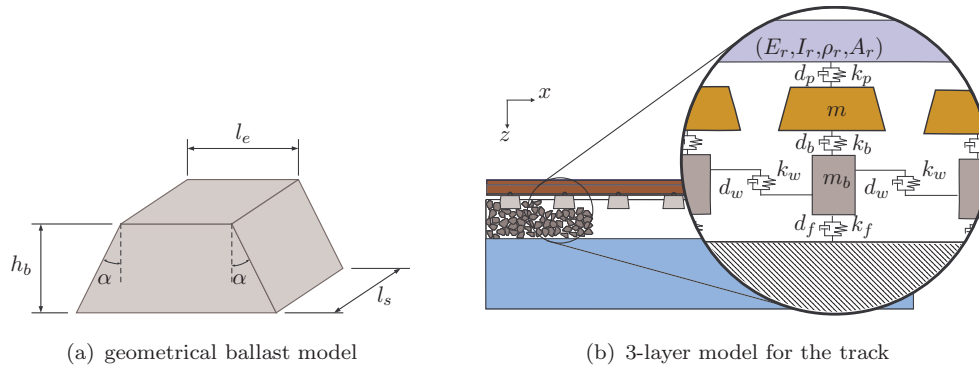 l_e
h_b
α
α
l_s
(a) geometrical ballast model
x
z
(E_r, I_r, ρ_r, A_r)
d_p
k_p
m
d_b
k_b
k_w
d_w
m_b
k_w
d_w
d_f
k_f
(b) 3-layer model for the track